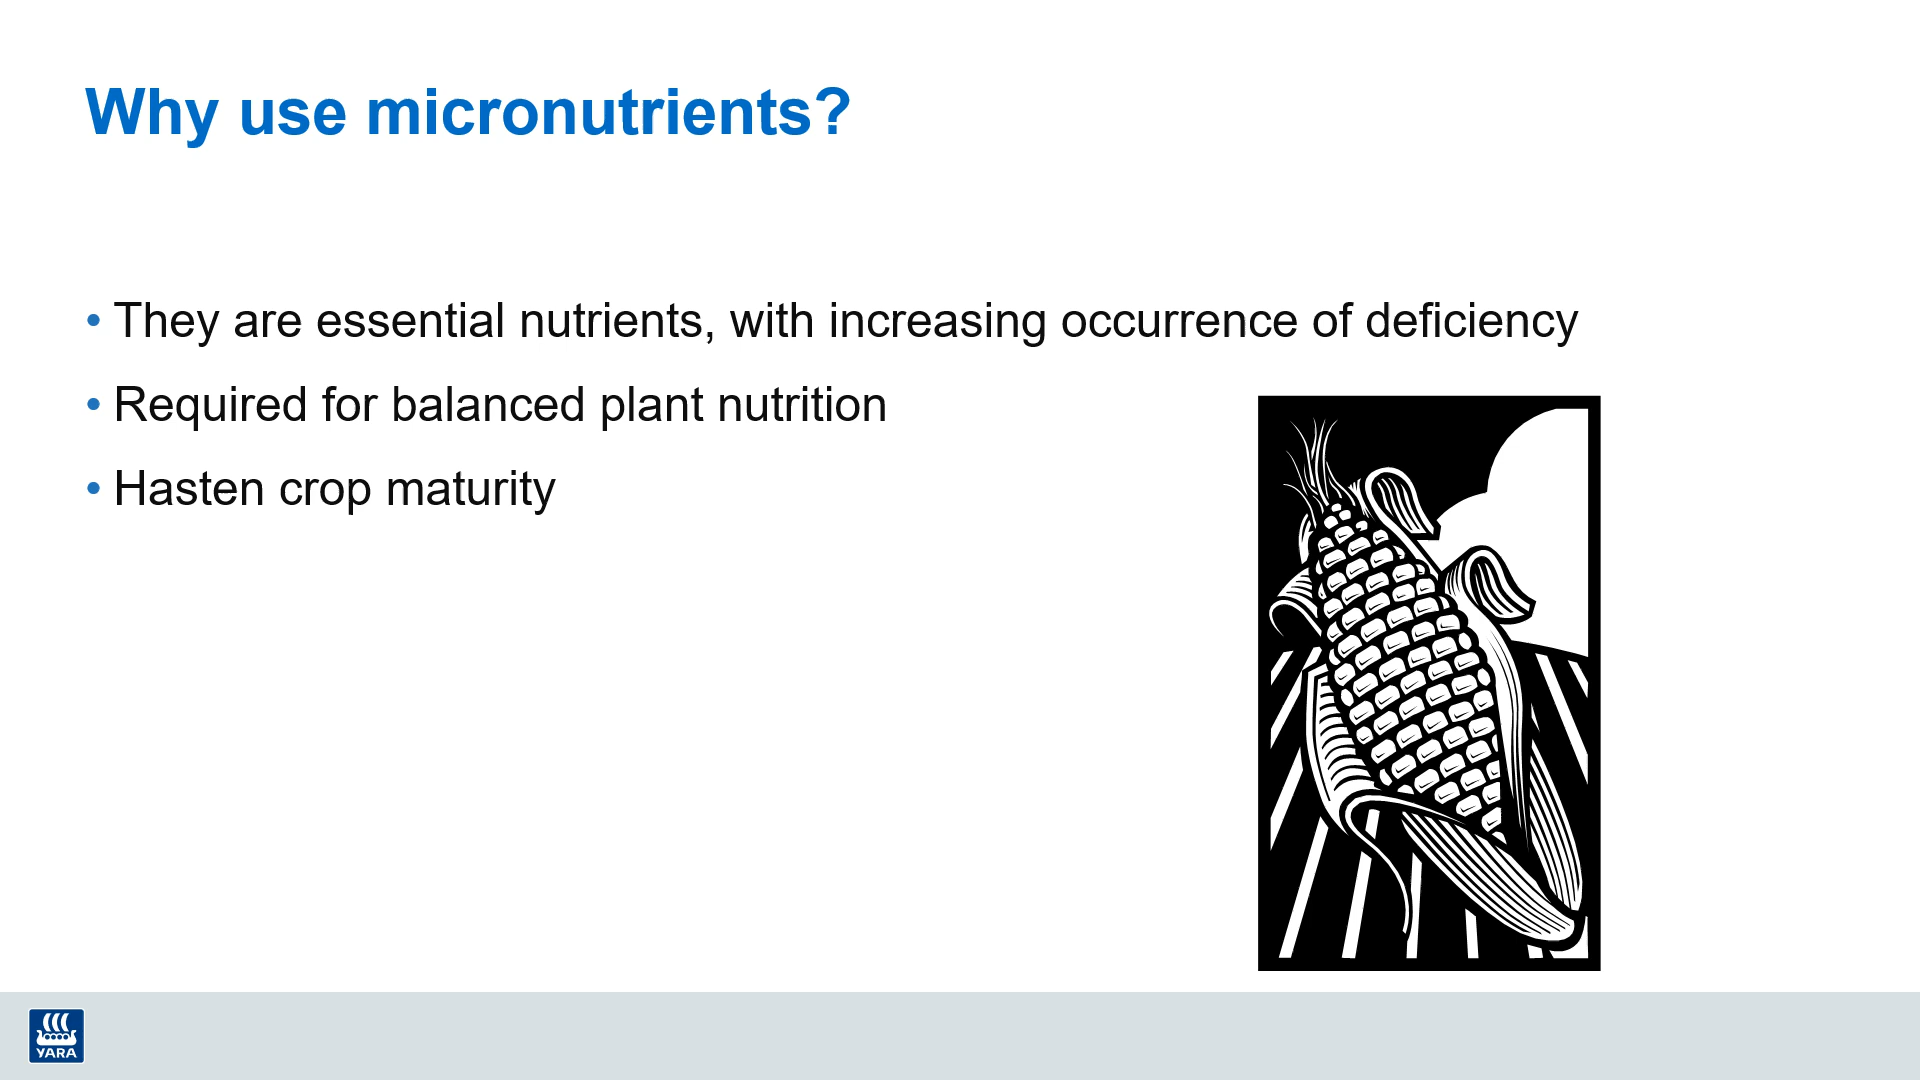 Why use micronutrients?
• They are essential nutrients, with increasing occurrence of deficiency
• Required for balanced plant nutrition
• Hasten crop maturity
YARA